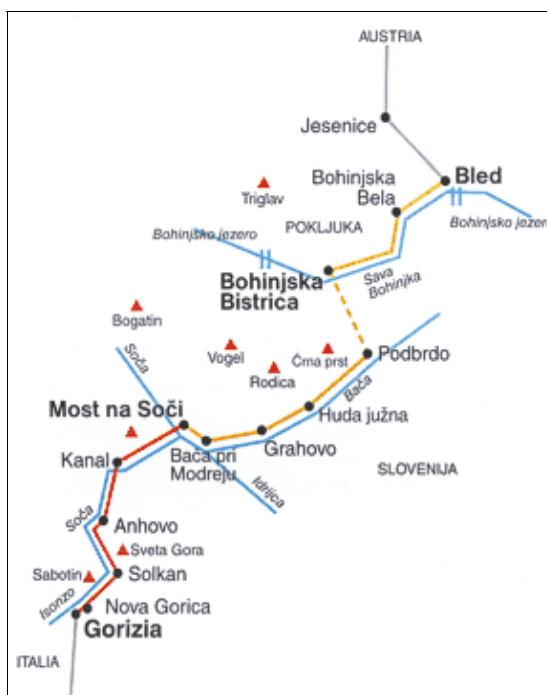 AUSTRIA
Jesenice
Bohinjska
Bela
Bled
Triglav
POKLJUKA
Bohinjsko jezero
Bohinjsko jezero
Sava
Bohinjka
Bohinjska
Bistrica
Bogatin
Soča
Vogel
Rodica
Črna prst
Podbrdo
Bača
Most na Soči
Huda južna
Grahovo
Bača pri
Modreju
Kanal
Idrijca
SLOVENIJA
Soča
Anhovo
Sveta Gora
Sabotin
Solkan
Isonzo
Nova Gorica
Gorizia
ITALIA